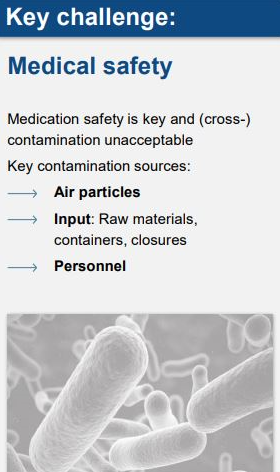 Key challenge:
Medical safety
Medication safety is key and (cross-)
contamination unacceptable
Key contamination sources:
Air particles
Input: Raw materials,
containers, closures
Personnel